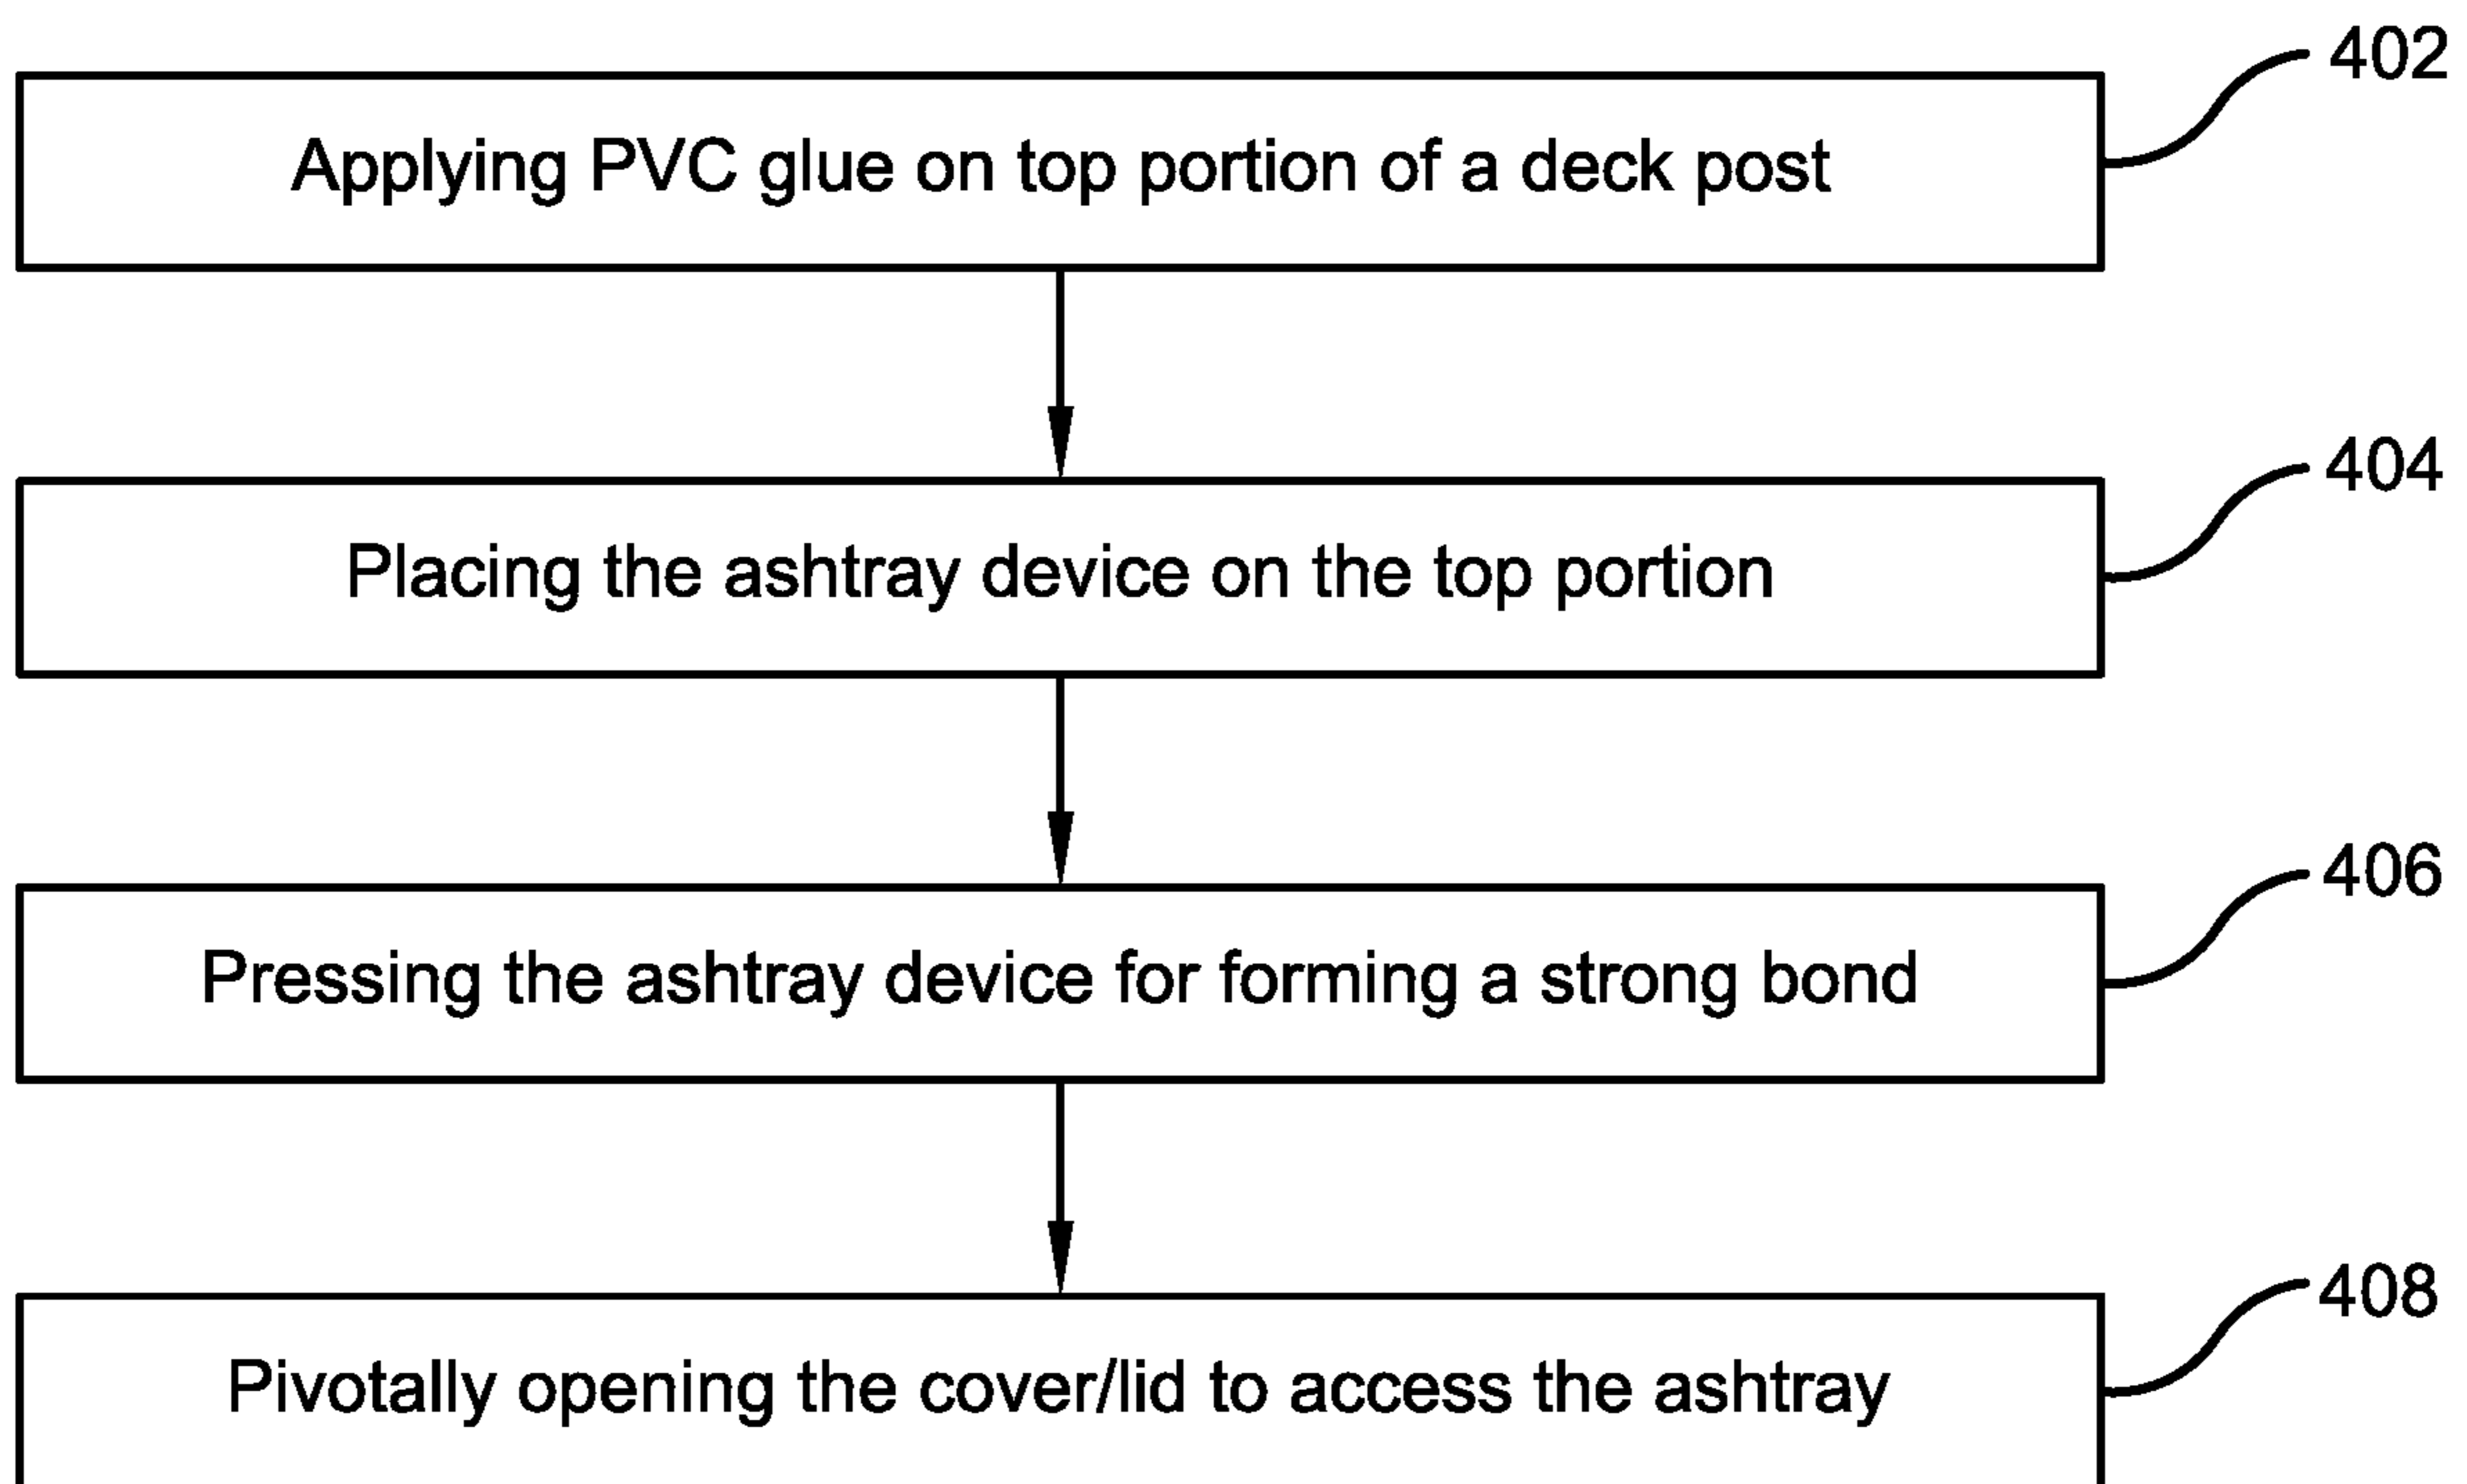 402
Applying PVC glue on top portion of a deck post
404
Placing the ashtray device on the top portion
406
Pressing the ashtray device for forming a strong bond
408
Pivotally opening the cover/lid to access the ashtray